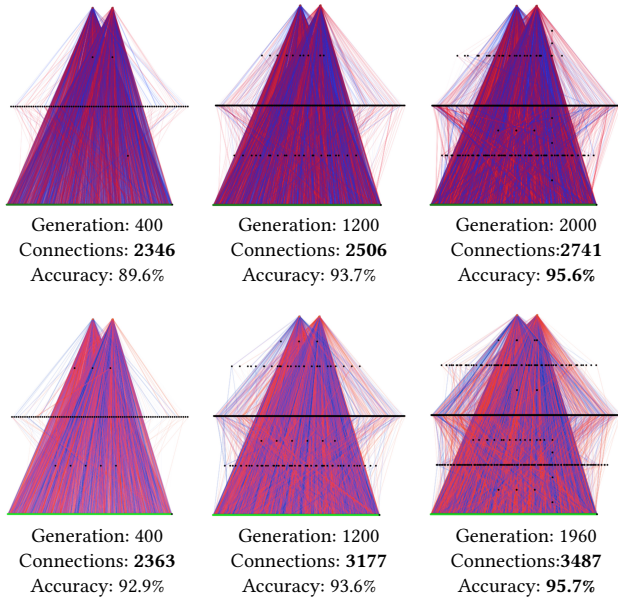 Generation: 400
Connections: 2346
Accuracy: 89.6%
Generation: 1200
Connections: 2506
Accuracy: 93.7%
Generation: 2000
Connections:2741
Accuracy: 95.6%
Generation: 400
Connections: 2363
Accuracy: 92.9%
Generation: 1200
Connections: 3177
Accuracy: 93.6%
Generation: 1960
Connections:3487
Accuracy: 95.7%